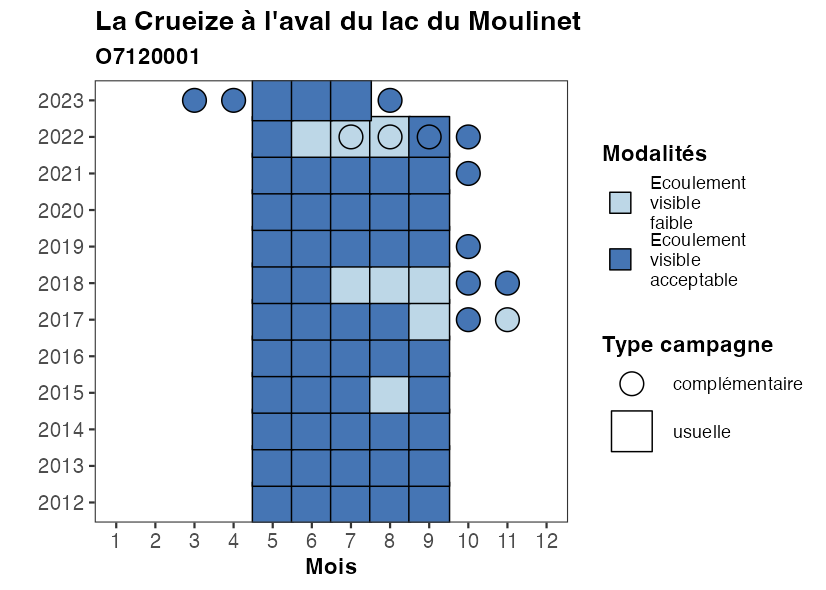 La Crueize à l'aval du lac du Moulinet
O7120001
2023
2022
2021
2020
2019
2018
2017
2016
2015
2014
2013
2012
1 2 3 4 5 6 7 8 9 10 11 12
Mois
Modalités
Ecoulement
visible
faible
Ecoulement
visible
acceptable
Type campagne
complémentaire
usuelle